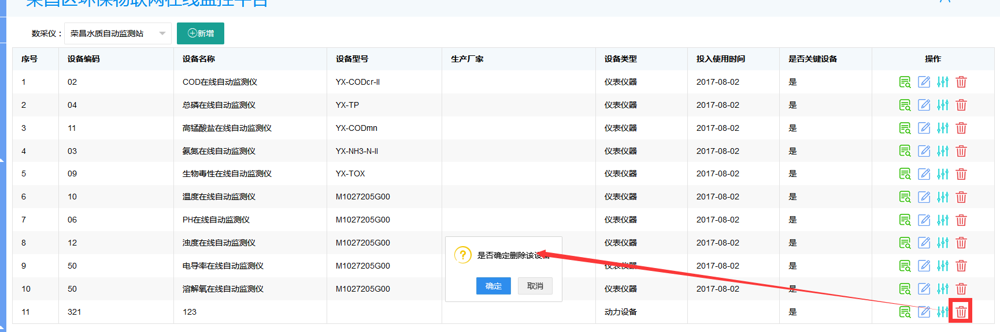 荣昌区环保物联网在线监控平台
数采仪： 荣昌水质自动监测站 新增
序号 设备编码 设备名称 设备型号 生产厂家 设备类型 投入使用时间 是否关键设备 操作
1 02 COD在线自动监测仪 YX-CODcr-II 仪表仪器 2017-08-02 是
2 04 总磷在线自动监测仪 YX-TP 仪表仪器 2017-08-02 是
3 11 高锰酸盐在线自动监测仪 YX-CODmn 仪表仪器 2017-08-02 是
4 03 氨氮在线自动监测仪 YX-NH3-N-II 仪表仪器 2017-08-02 是
5 09 生物毒性在线自动监测仪 YX-TOX 仪表仪器 2017-08-02 是
6 10 温度在线自动监测仪 M1027205G00 仪表仪器 2017-08-02 是
7 06 PH在线自动监测仪 M1027205G00 仪表仪器 2017-08-02 是
8 12 浊度在线自动监测仪 M1027205G00 仪表仪器 2017-08-02 是
9 50 电导率在线自动监测仪 M1027205G00 仪表仪器 2017-08-02 是
10 50 溶解氧在线自动监测仪 M1027205G00 仪表仪器 2017-08-02 是
11 321 123 动力设备 是
是否确定删除该设
确定 取消